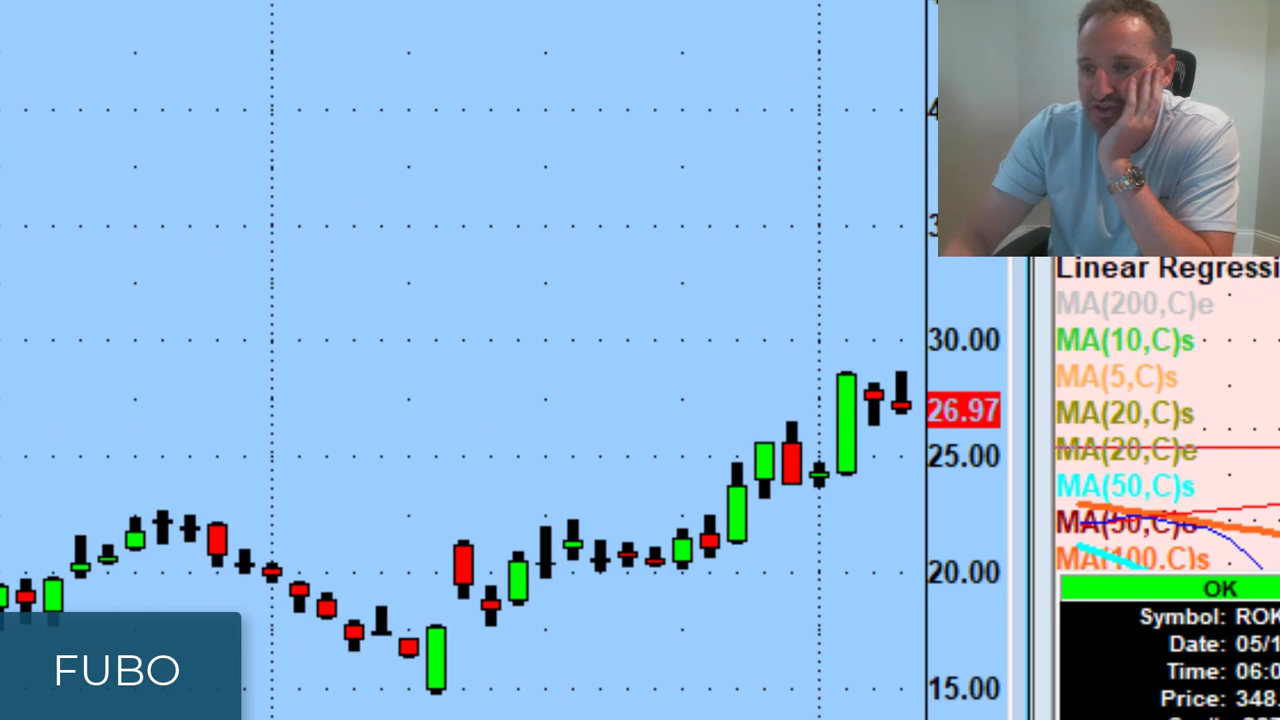 30.00
26.97
25.00
20.00
15.00
Linear Regressi
MA(200,C)e
MA(10,C)s
MA(5,C)s
MA(20,C)s
MA(20,C)e
MA(50,C)s
MA(50,C)e
MA(100,C)s
OK
Symbol: ROK
Date: 05/1
Time: 06:0
Price: 348.
FUBO